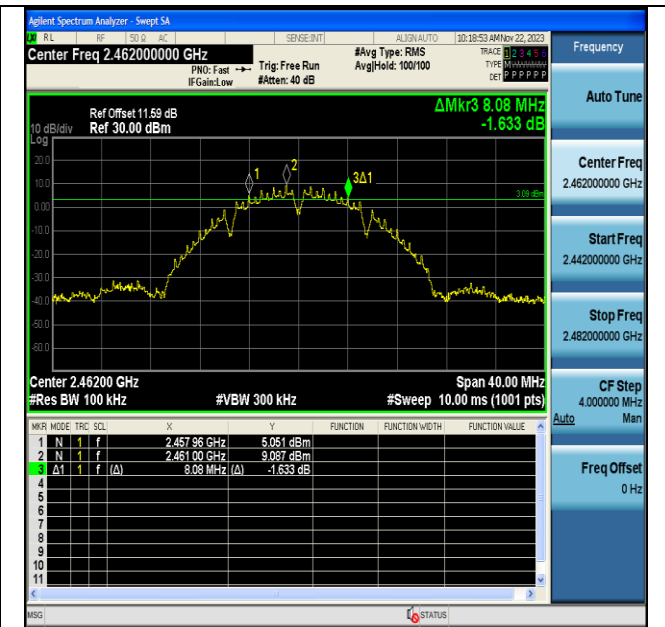 Agilent Spectrum Analyzer - Swept SA
LXI RL RF 50 Ω AC SENSE:INT ALIGN AUTO 10:18:53 AM Nov 22, 2023
Center Freq 2.462000000 GHz #Avg Type: RMS TRACE 1 2 3 4 5 6
PNO: Fast Trig: Free Run Avg|Hold: 100/100 TYPE M
IFGain:Low #Atten: 40 dB DET P P P P P P
ΔMkr3 8.08 MHz
Ref Offset 11.59 dB
10 dB/div Ref 30.00 dBm -1.633 dB
Log
20.0
10.0
0.00
-10.0
-20.0
-30.0
-40.0
-50.0
-60.0
1
2
3Δ1
3.09 dBm
Center 2.46200 GHz Span 40.00 MHz
#Res BW 100 kHz #VBW 300 kHz #Sweep 10.00 ms (1001 pts)
MKR MODE TRC SCL X Y FUNCTION FUNCTION WIDTH FUNCTION VALUE
1 N 1 f 2.457 96 GHz 5.051 dBm
2 N 1 f 2.461 00 GHz 9.087 dBm
3 Δ1 1 f (Δ) 8.08 MHz (Δ) -1.633 dB
4
5
6
7
8
9
10
11
MSG STATUS
Frequency
Auto Tune
Center Freq
2.462000000 GHz
Start Freq
2.442000000 GHz
Stop Freq
2.482000000 GHz
CF Step
4.000000 MHz
Auto Man
Freq Offset
0 Hz